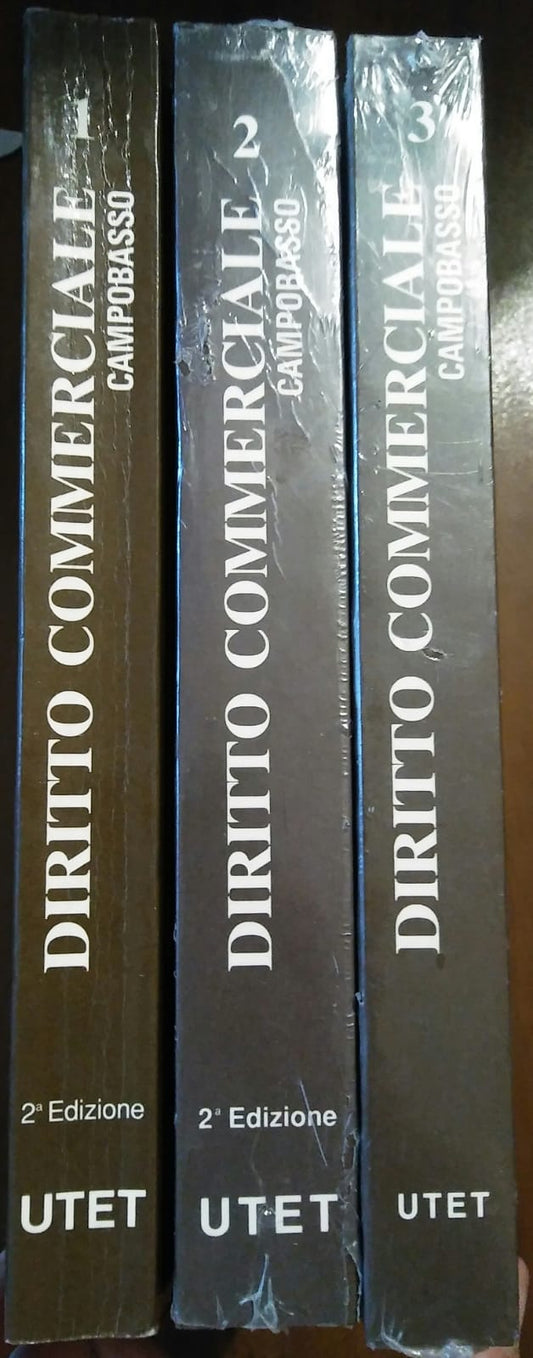 1
DIRITTO COMMERCIALE
CAMPOBASSO
2ª Edizione
UTET
2
DIRITTO COMMERCIALE
CAMPOBASSO
2ª Edizione
UTET
3
DIRITTO COMMERCIALE
CAMPOBASSO
UTET